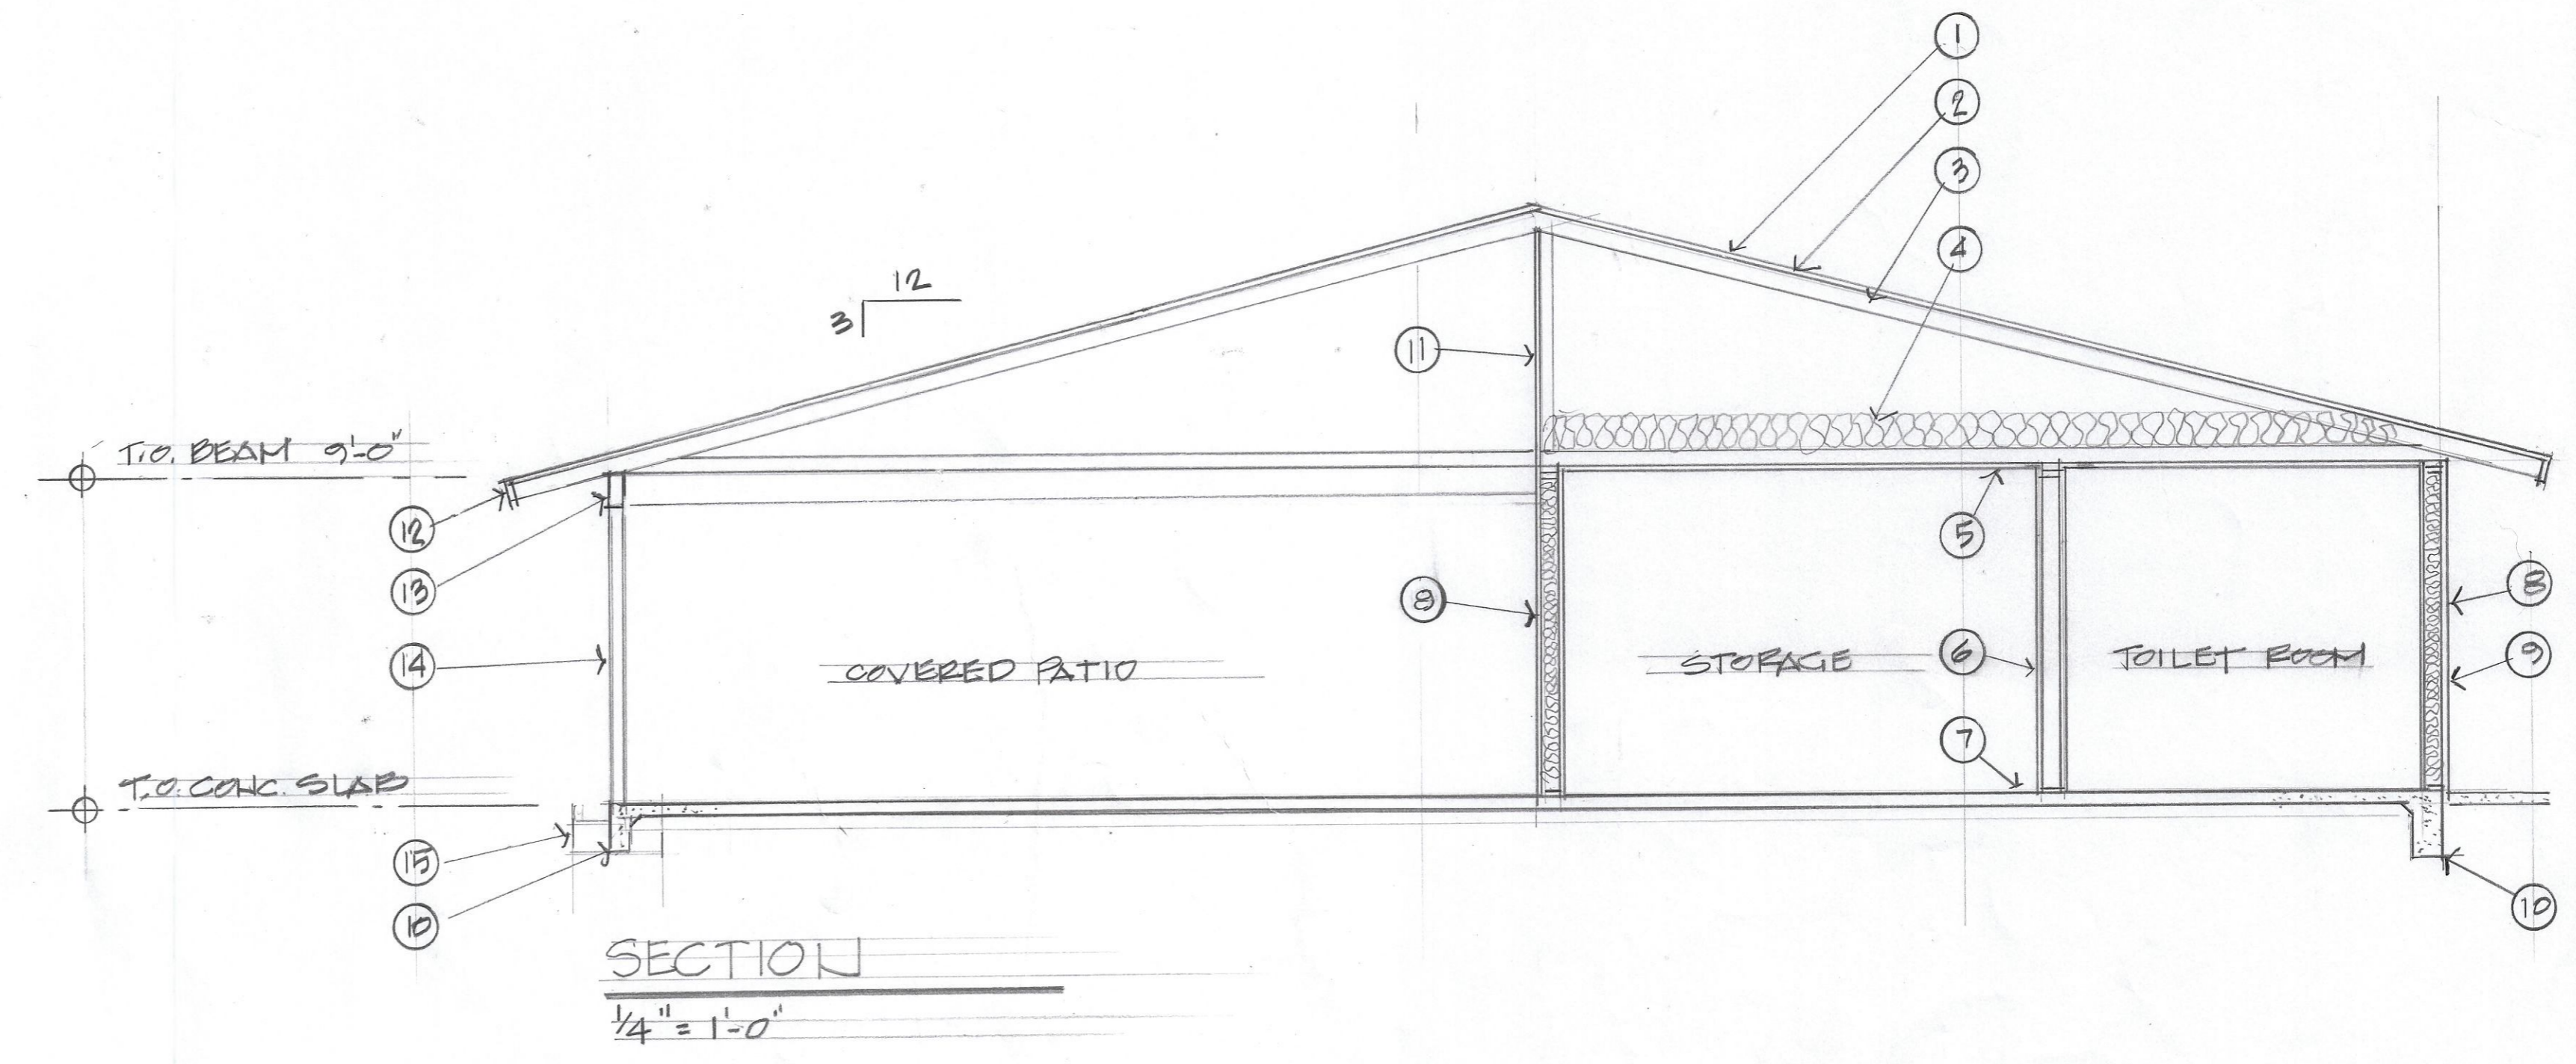 1
2
3
4
12
3
11
T.O. BEAM 9'-0"
12
13
5
8
8
14
COVERED PATIO
STORAGE
6
TOILET ROOM
9
7
T.O. CONC. SLAB
15
10
10
SECTION
1/4" = 1'-0"